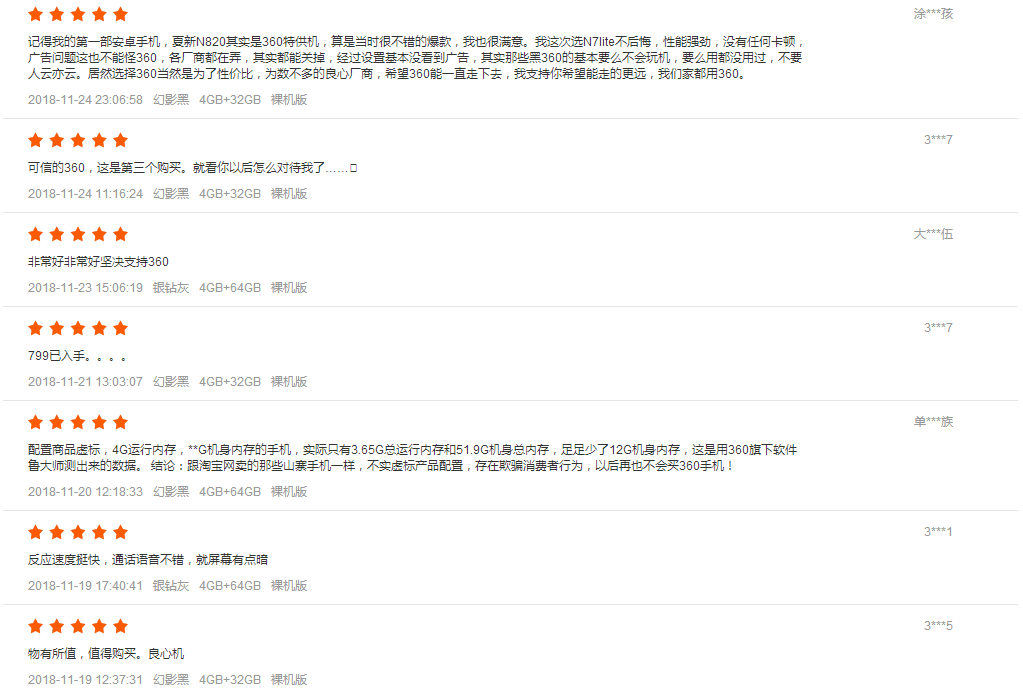 涂***孩
记得我的第一部安卓手机，夏新N820其实是360特供机，算是当时很不错的爆款，我也很满意。我这次选N7lite不后悔，性能强劲，没有任何卡顿，
广告问题这也不能怪360，各厂商都在弄，其实都能关掉，经过设置基本没看到广告，其实那些黑360的基本要么不会玩机，要么用都没用过，不要
人云亦云。居然选择360当然是为了性价比，为数不多的良心厂商，希望360能一直走下去，我支持你希望能走的更远，我们家都用360。
2018-11-24 23:06:58 幻影黑 4GB+32GB 裸机版
3***7
可信的360，这是第三个购买。就看你以后怎么对待我了……
2018-11-24 11:16:24 幻影黑 4GB+32GB 裸机版
大***伍
非常好非常好坚决支持360
2018-11-23 15:06:19 银钻灰 4GB+64GB 裸机版
3***7
799已入手。。。。
2018-11-21 13:03:07 幻影黑 4GB+32GB 裸机版
单***族
配置商品虚标，4G运行内存，**G机身内存的手机，实际只有3.65G总运行内存和51.9G机身总内存，足足少了12G机身内存，这是用360旗下软件
鲁大师测出来的数据。 结论：跟淘宝网卖的那些山寨手机一样，不实虚标产品配置，存在欺骗消费者行为，以后再也不会买360手机！
2018-11-20 12:18:33 幻影黑 4GB+64GB 裸机版
3***1
反应速度挺快，通话语音不错，就屏幕有点暗
2018-11-19 17:40:41 银钻灰 4GB+64GB 裸机版
3***5
物有所值，值得购买。良心机
2018-11-19 12:37:31 幻影黑 4GB+32GB 裸机版